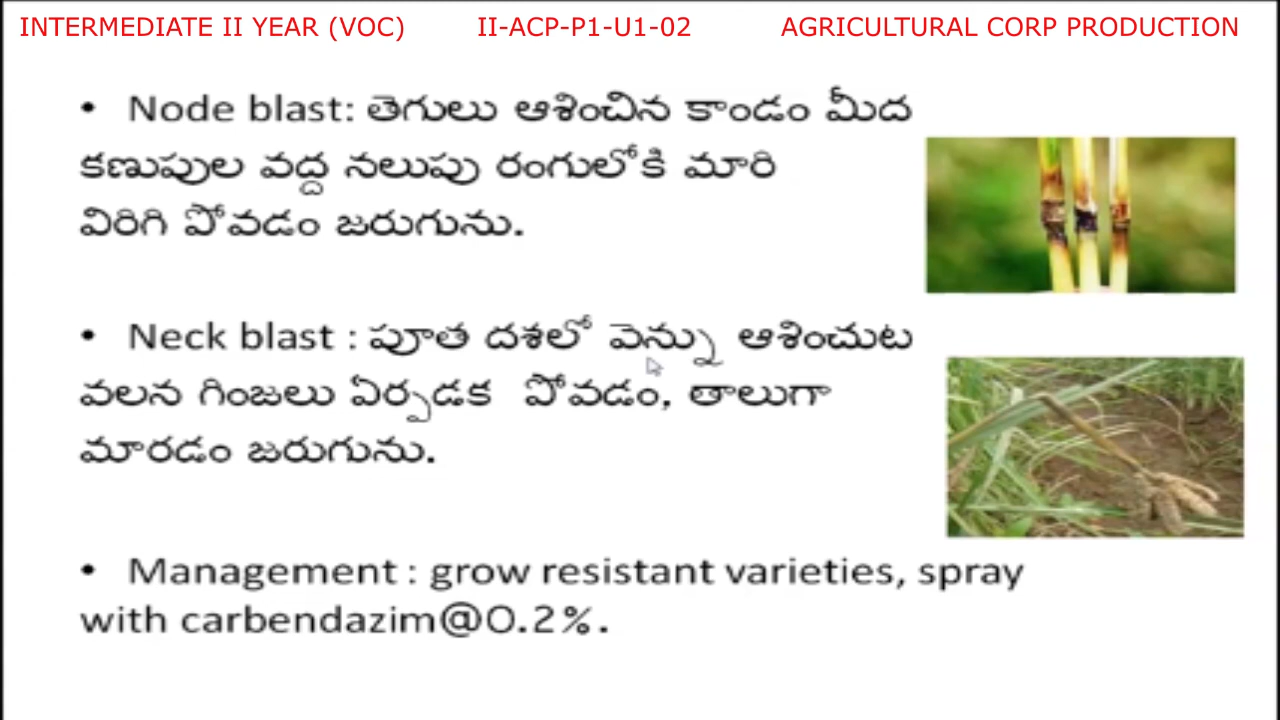 INTERMEDIATE II YEAR (VOC) II-ACP-P1-U1-02 AGRICULTURAL CORP PRODUCTION
• Node blast: తెగులు ఆశించిన కాండం మీద
కణుపుల వద్ద నలుపు రంగులోకి మారి
విరిగి పోవడం జరుగును.
• Neck blast : పూత దశలో వెన్ను ఆశించుట
వలన గింజలు ఏర్పడక పోవడం, తాలుగా
మారడం జరుగును.
• Management : grow resistant varieties, spray
with carbendazim@0.2%.